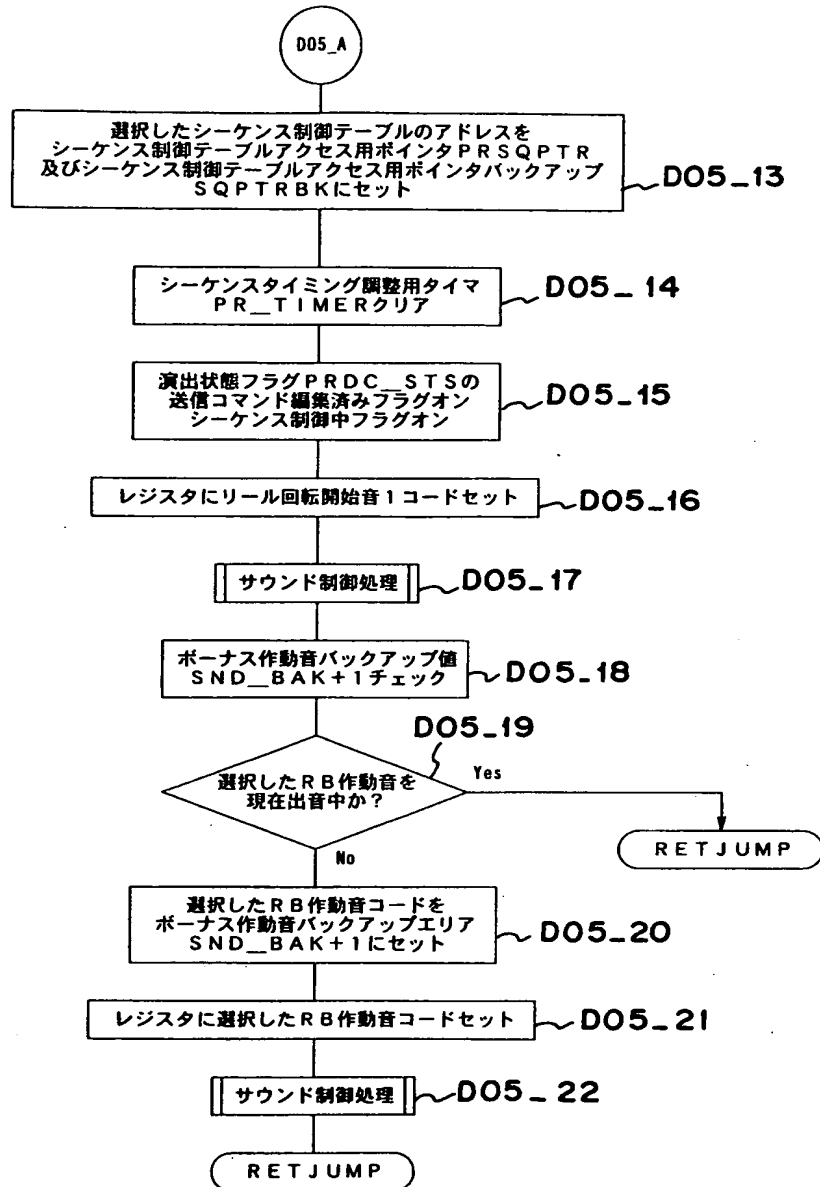 D05_A
選択したシーケンス制御テーブルのアドレスを
シーケンス制御テーブルアクセス用ポインタPRSQPTR
及びシーケンス制御テーブルアクセス用ポインタバックアップ
SQPTRBKにセット
D05_13
シーケンスタイミング調整用タイマ
PR__TIMERクリア
D05_14
演出状態フラグPRDC__STSの
送信コマンド編集済みフラグオン
シーケンス制御中フラグオン
D05_15
レジスタにリール回転開始音1コードセット
D05_16
サウンド制御処理
D05_17
ボーナス作動音バックアップ値
SND__BAK+1チェック
D05_18
D05_19
選択したRB作動音を
現在出音中か?
Yes
RETJUMP
No
選択したRB作動音コードを
ボーナス作動音バックアップエリア
SND__BAK+1にセット
D05_20
レジスタに選択したRB作動音コードセット
D05_21
サウンド制御処理
D05_22
RETJUMP